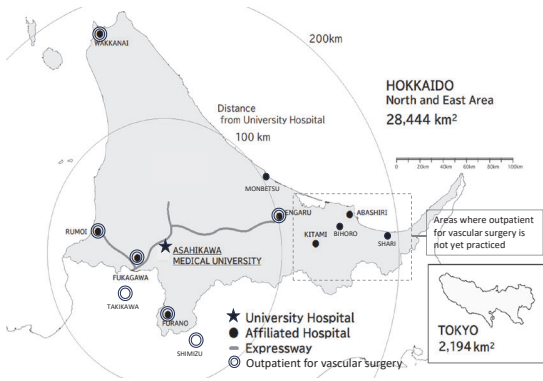 WAKKANAI
200km
HOKKAIDO
North and East Area
28,444 km²
Distance
from University Hospital
100 km
0km 20km 40km 60km 80km 100km
MONBETSU
ENGARU
ABASHIRI
BIHORO
KITAMI
SHARI
Areas where outpatient
for vascular surgery is
not yet practiced
RUMOI
ASAHIKAWA
MEDICAL UNIVERSITY
FUKAGAWA
TAKIKAWA
FURANO
SHIMIZU
University Hospital
Affiliated Hospital
Expressway
Outpatient for vascular surgery
TOKYO
2,194 km²